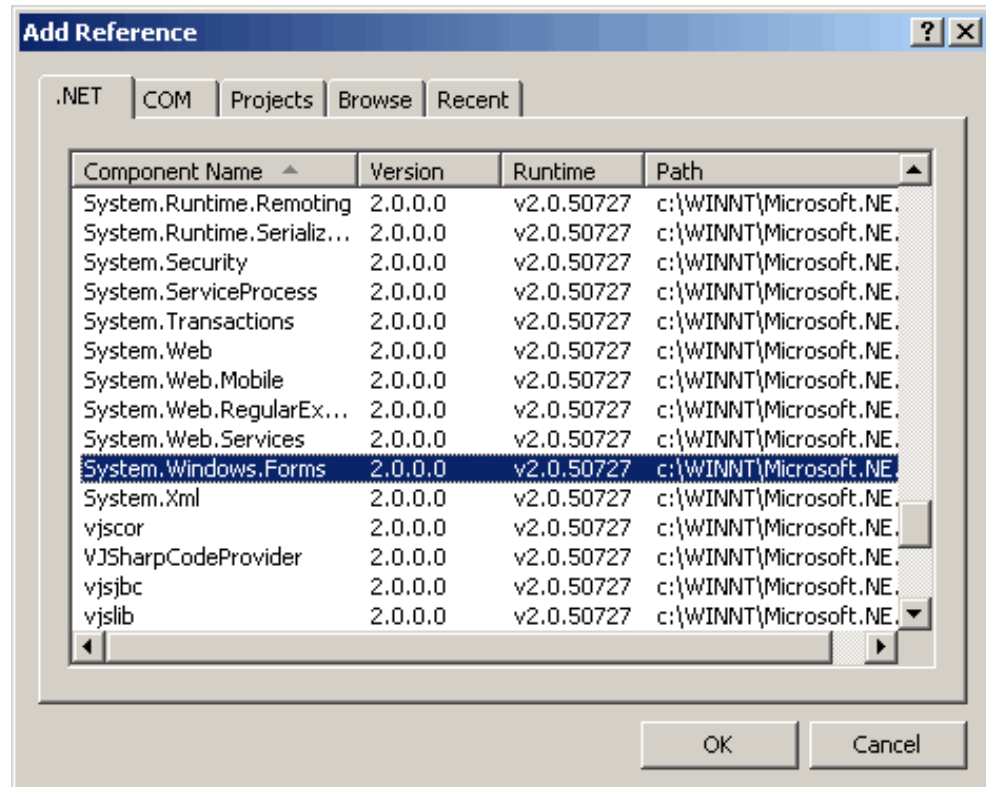 Add Reference
.NET COM Projects Browse Recent
Component Name Version Runtime Path
System.Runtime.Remoting 2.0.0.0 v2.0.50727 c:\WINNT\Microsoft.NE.
System.Runtime.Serializ... 2.0.0.0 v2.0.50727 c:\WINNT\Microsoft.NE.
System.Security 2.0.0.0 v2.0.50727 c:\WINNT\Microsoft.NE.
System.ServiceProcess 2.0.0.0 v2.0.50727 c:\WINNT\Microsoft.NE.
System.Transactions 2.0.0.0 v2.0.50727 c:\WINNT\Microsoft.NE.
System.Web 2.0.0.0 v2.0.50727 c:\WINNT\Microsoft.NE.
System.Web.Mobile 2.0.0.0 v2.0.50727 c:\WINNT\Microsoft.NE.
System.Web.RegularEx... 2.0.0.0 v2.0.50727 c:\WINNT\Microsoft.NE.
System.Web.Services 2.0.0.0 v2.0.50727 c:\WINNT\Microsoft.NE.
System.Windows.Forms 2.0.0.0 v2.0.50727 c:\WINNT\Microsoft.NE.
System.Xml 2.0.0.0 v2.0.50727 c:\WINNT\Microsoft.NE.
vjscor 2.0.0.0 v2.0.50727 c:\WINNT\Microsoft.NE.
VJSharpCodeProvider 2.0.0.0 v2.0.50727 c:\WINNT\Microsoft.NE.
vjsjbc 2.0.0.0 v2.0.50727 c:\WINNT\Microsoft.NE.
vjslib 2.0.0.0 v2.0.50727 c:\WINNT\Microsoft.NE.
OK Cancel